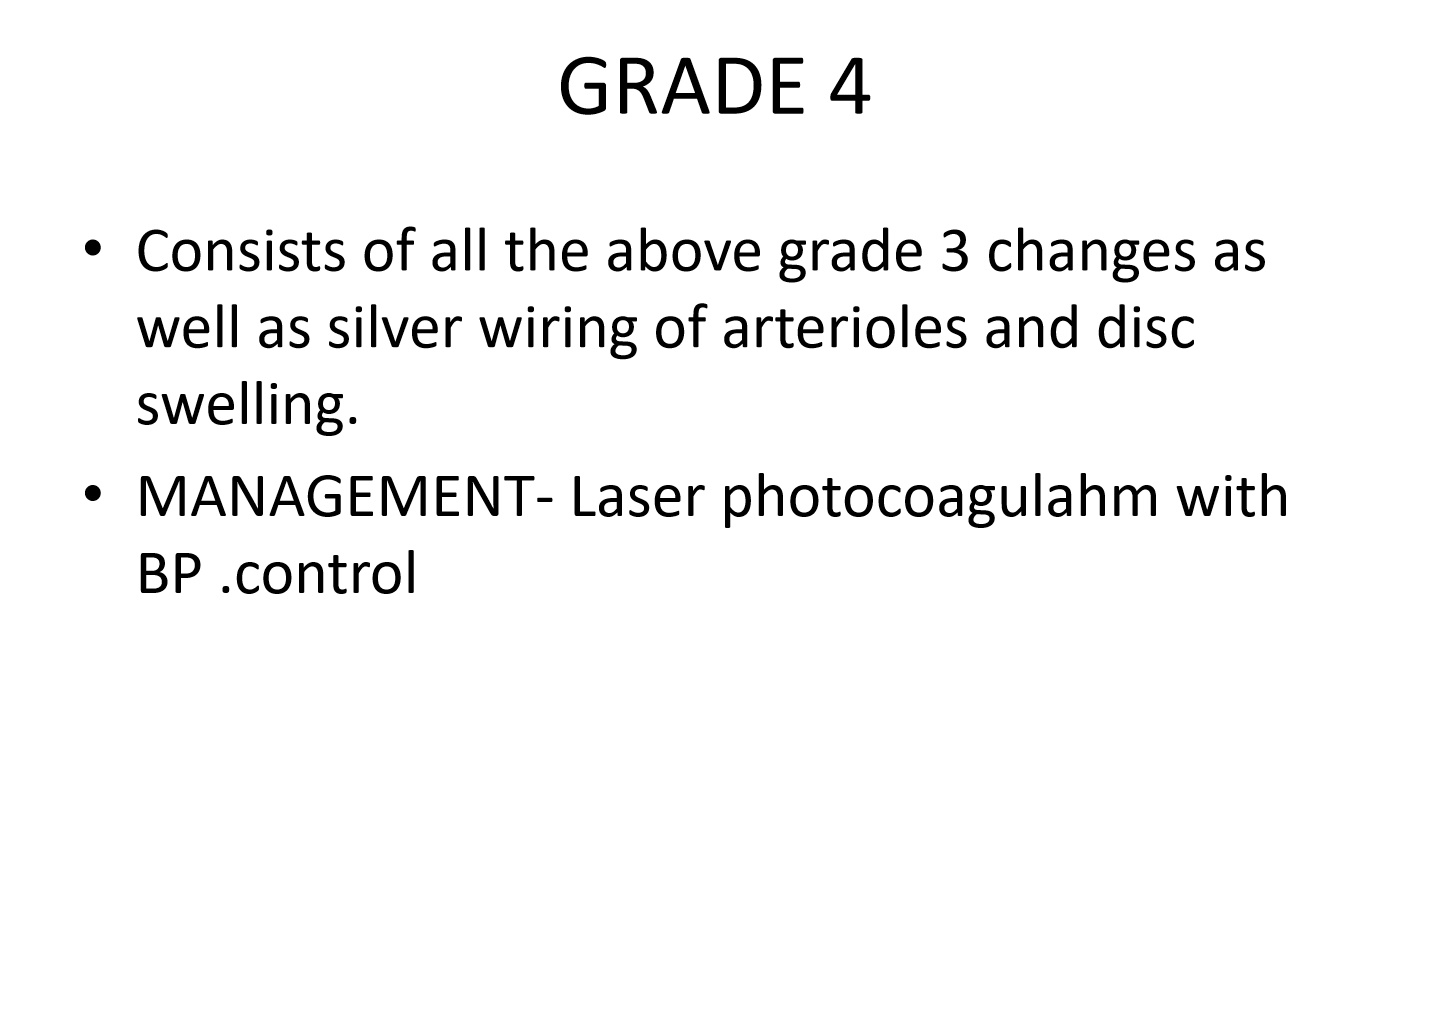 GRADE 4
• Consists of all the above grade 3 changes as
well as silver wiring of arterioles and disc
swelling.
• MANAGEMENT- Laser photocoagulahm with
BP .control